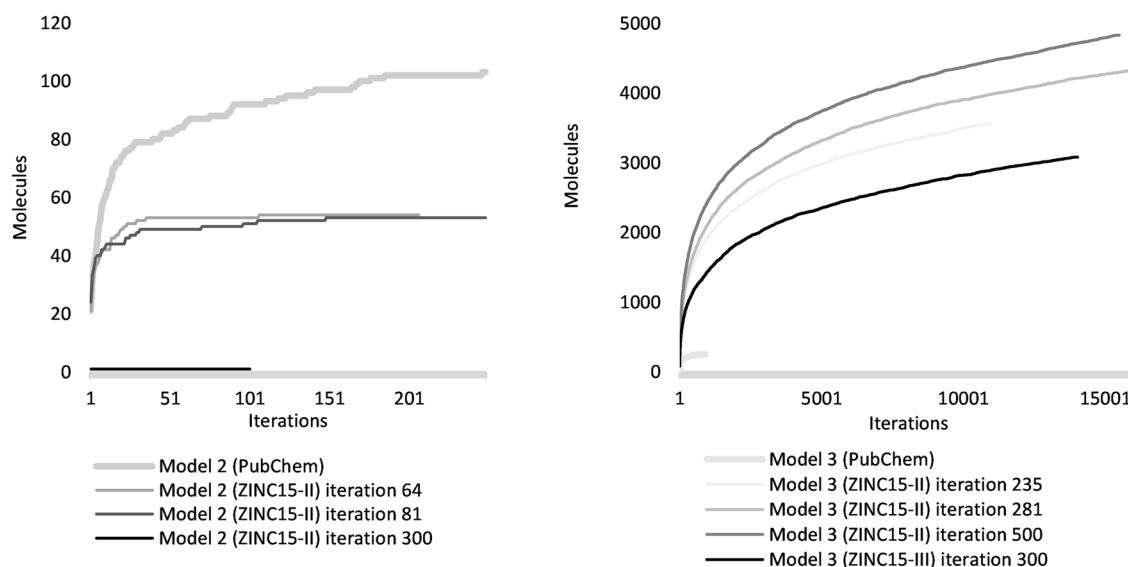 120
100
80
60
40
20
0
Molecules
1 51 101 151 201
Iterations
Model 2 (PubChem)
Model 2 (ZINC15-II) iteration 64
Model 2 (ZINC15-II) iteration 81
Model 2 (ZINC15-II) iteration 300
5000
4000
3000
2000
1000
0
Molecules
1 5001 10001 15001
Iterations
Model 3 (PubChem)
Model 3 (ZINC15-II) iteration 235
Model 3 (ZINC15-II) iteration 281
Model 3 (ZINC15-II) iteration 500
Model 3 (ZINC15-III) iteration 300